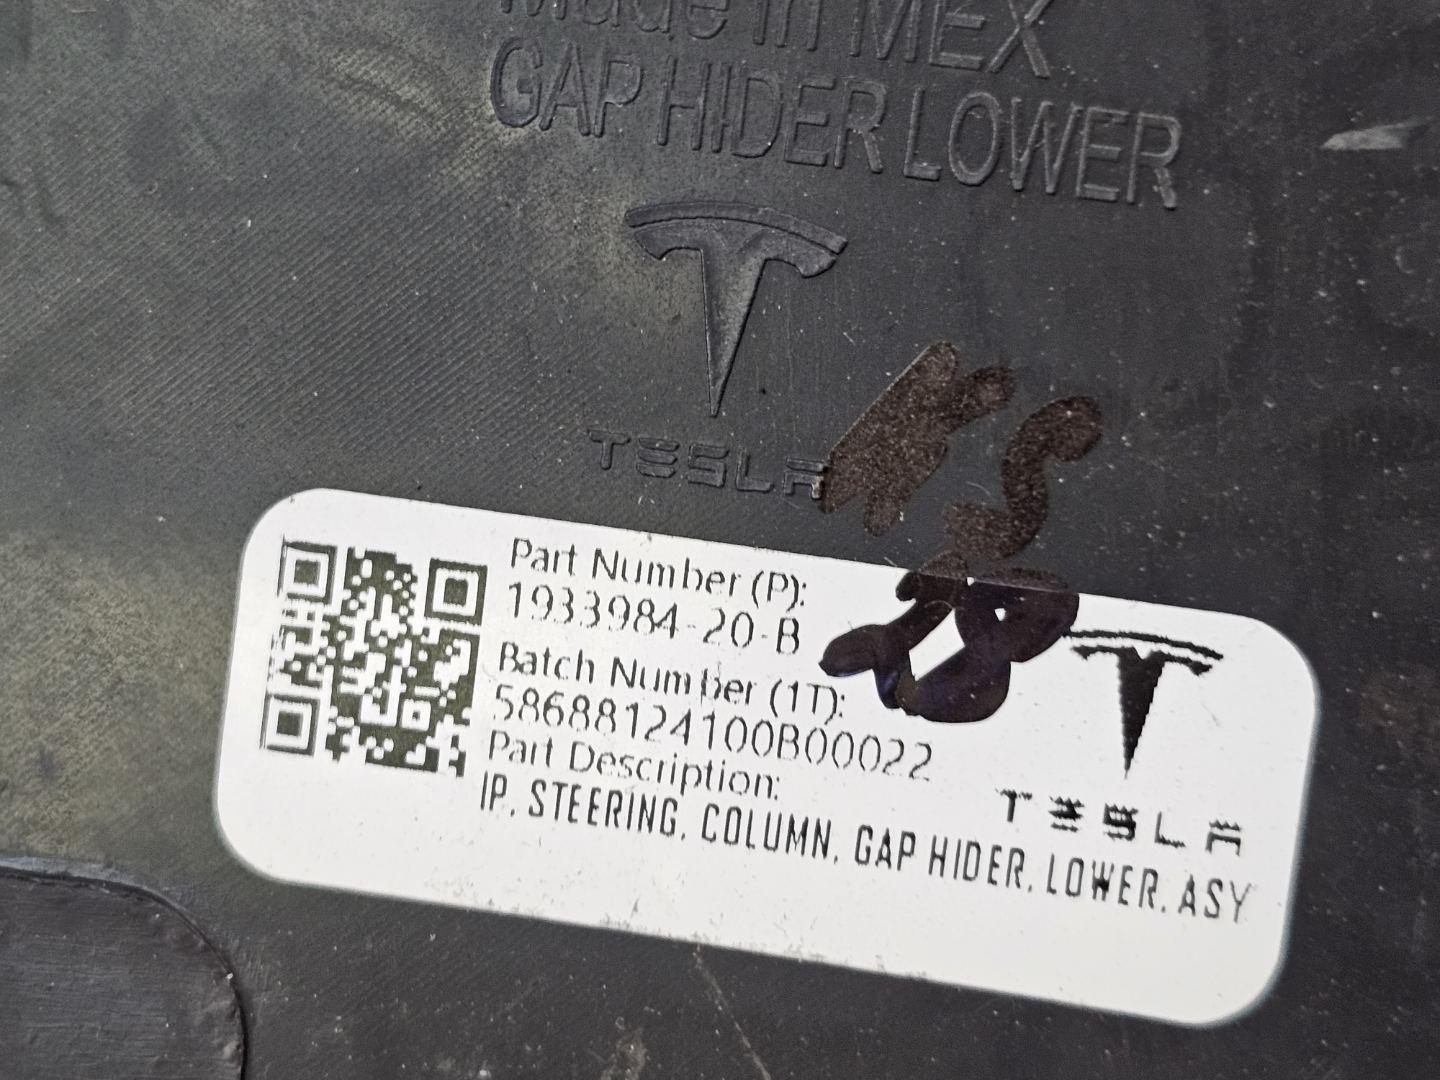 Made in MEX
GAP HIDER LOWER
TESLA
Part Number (P):
1933984-20-B
Batch Number (1T):
58688124100B00022
Part Description:
IP, STEERING, COLUMN, GAP HIDER, LOWER, ASY
TESLA